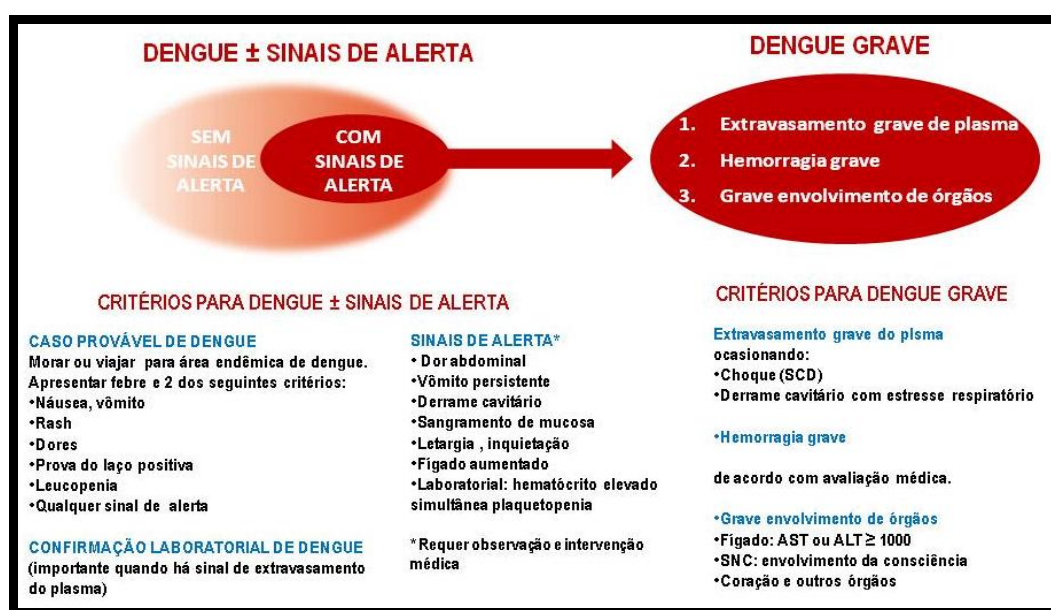 DENGUE ± SINAIS DE ALERTA
SEM
SINAIS DE
ALERTA
COM
SINAIS DE
ALERTA
DENGUE GRAVE
1. Extravasamento grave de plasma
2. Hemorragia grave
3. Grave envolvimento de órgãos
CRITÉRIOS PARA DENGUE ± SINAIS DE ALERTA
CASO PROVÁVEL DE DENGUE
Morar ou viajar para área endêmica de dengue.
Apresentar febre e 2 dos seguintes critérios:
•Náusea, vômito
•Rash
•Dores
•Prova do laço positiva
•Leucopenia
•Qualquer sinal de alerta
CONFIRMAÇÃO LABORATORIAL DE DENGUE
(importante quando há sinal de extravasamento
do plasma)
SINAIS DE ALERTA*
• Dor abdominal
•Vômito persistente
•Derrame cavitário
•Sangramento de mucosa
•Letargia , inquietação
•Fígado aumentado
•Laboratorial: hematócrito elevado
simultânea plaquetopenia
* Requer observação e intervenção
médica
CRITÉRIOS PARA DENGUE GRAVE
Extravasamento grave do plsma
ocasionando:
•Choque (SCD)
•Derrame cavitário com estresse respiratório
•Hemorragia grave
de acordo com avaliação médica.
•Grave envolvimento de órgãos
•Fígado: AST ou ALT ≥ 1000
•SNC: envolvimento da consciência
•Coração e outros órgãos